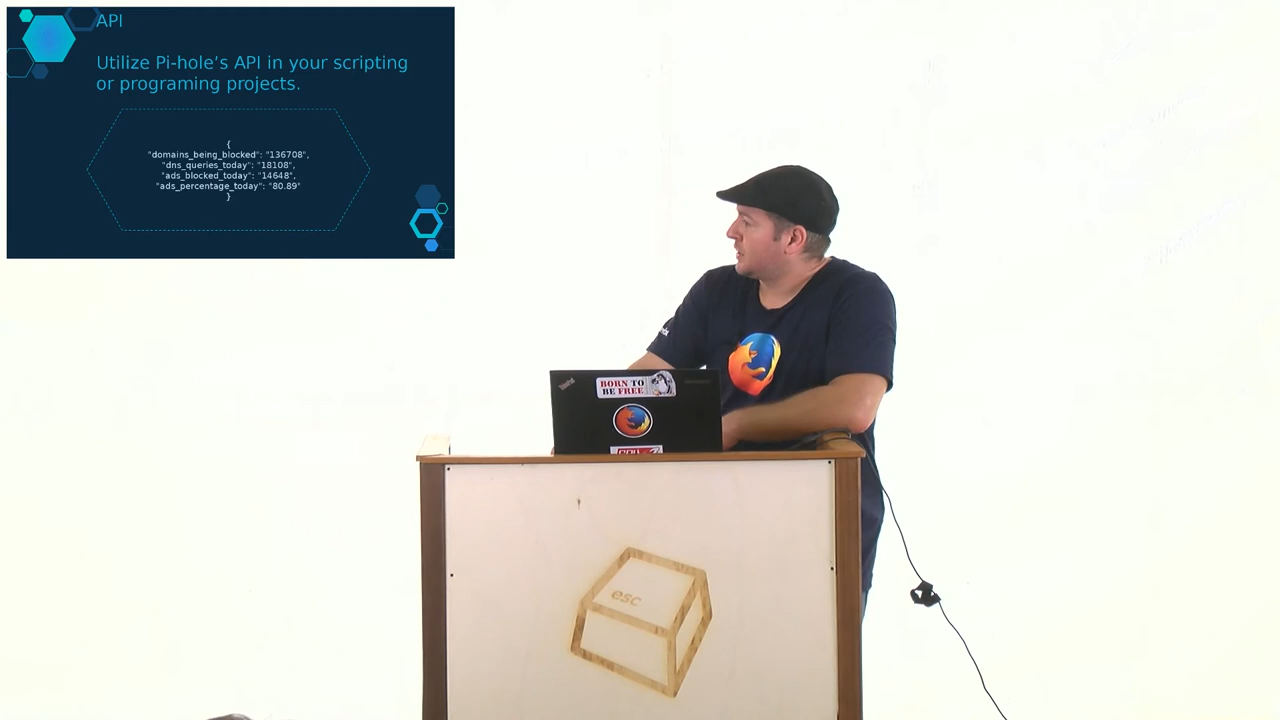 API
Utilize Pi-hole's API in your scripting
or programing projects.
{
"domains_being_blocked": "136708",
"dns_queries_today": "18108",
"ads_blocked_today": "14648",
"ads_percentage_today": "80.89"
}
ThinkPad
BORN TO
BE FREE
esc